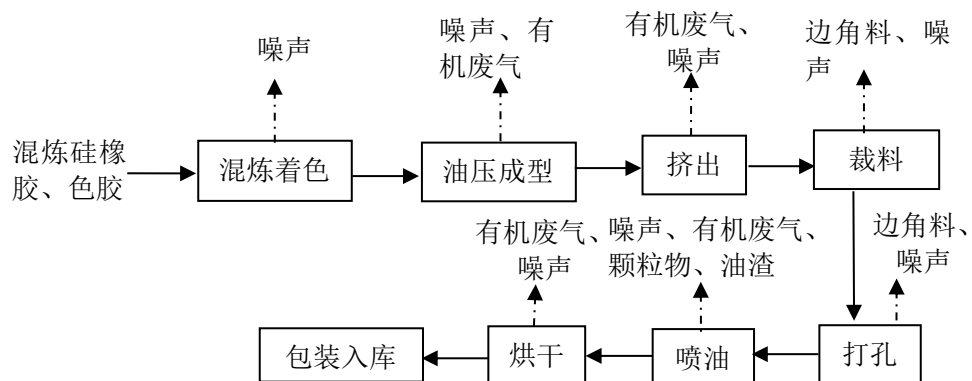 噪声
噪声、有
机废气
有机废气、
噪声
边角料、噪
声
混炼硅橡
胶、色胶
混炼着色
油压成型
挤出
裁料
有机废气、
噪声
噪声、有机废气、
颗粒物、油渣
边角料、
噪声
包装入库
烘干
喷油
打孔